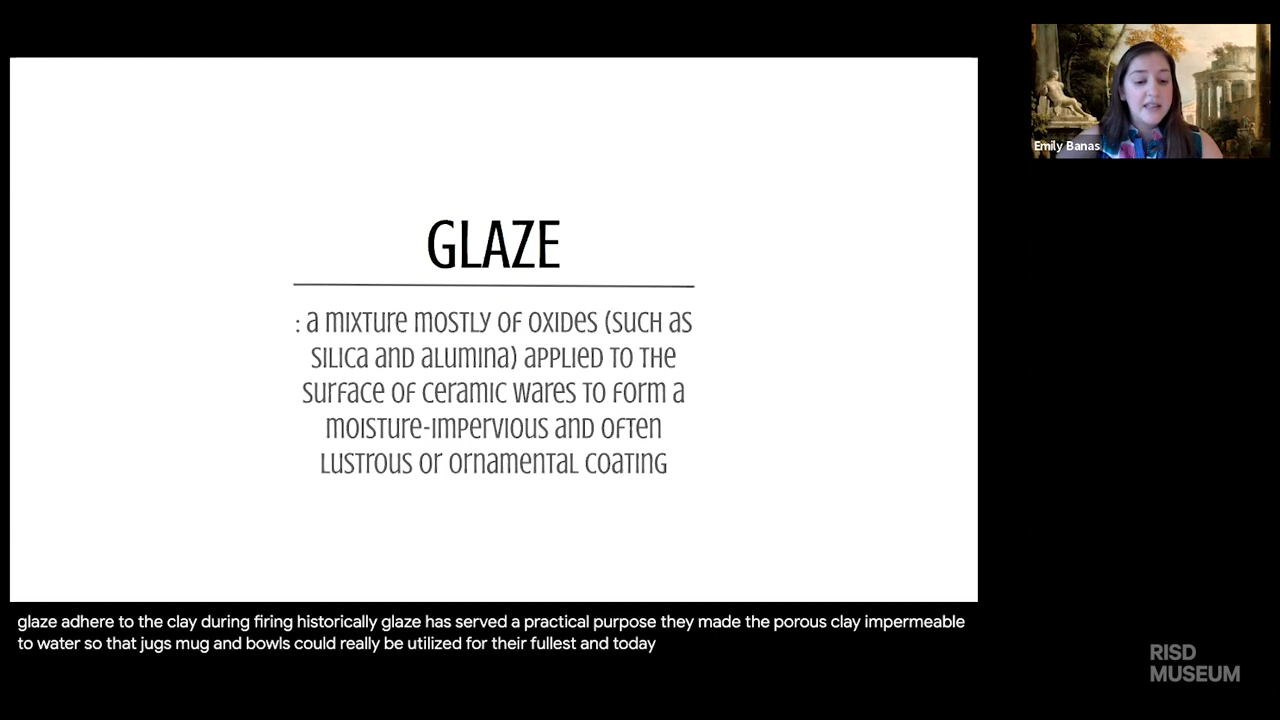 GLAZE
: a mixture mostly of oxides (such as
silica and alumina) applied to the
surface of ceramic wares to form a
moisture-impervious and often
lustrous or ornamental coating
Emily Banas
glaze adhere to the clay during firing historically glaze has served a practical purpose they made the porous clay impermeable
to water so that jugs mug and bowls could really be utilized for their fullest and today
RISD
MUSEUM